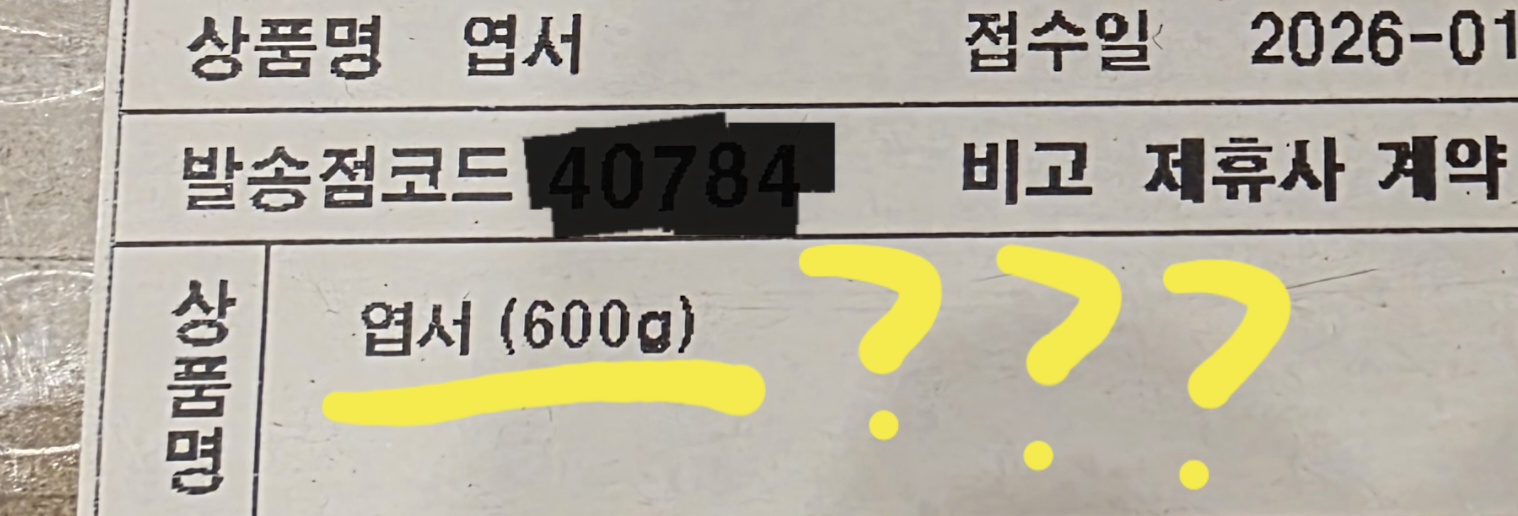 상품명 엽서 접수일 2026-01
발송점코드 비고 제휴사 계약
상품명 엽서 (600g) ? ? ?